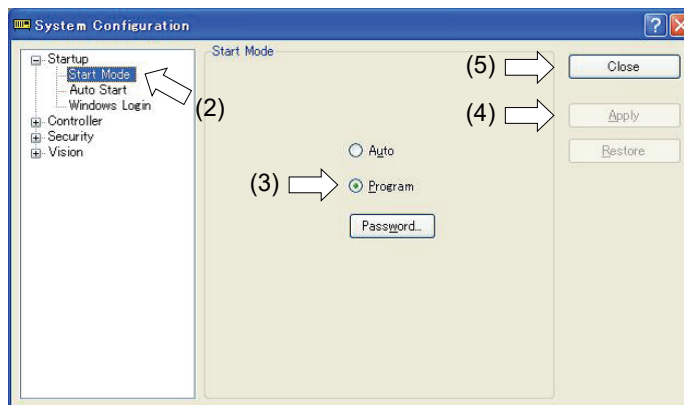 System Configuration
Startup
Start Mode
Auto Start
Windows Login
Controller
Security
Vision
(2)
Start Mode
Auto
(3)
Program
Password...
(5)
Close
(4)
Apply
Restore